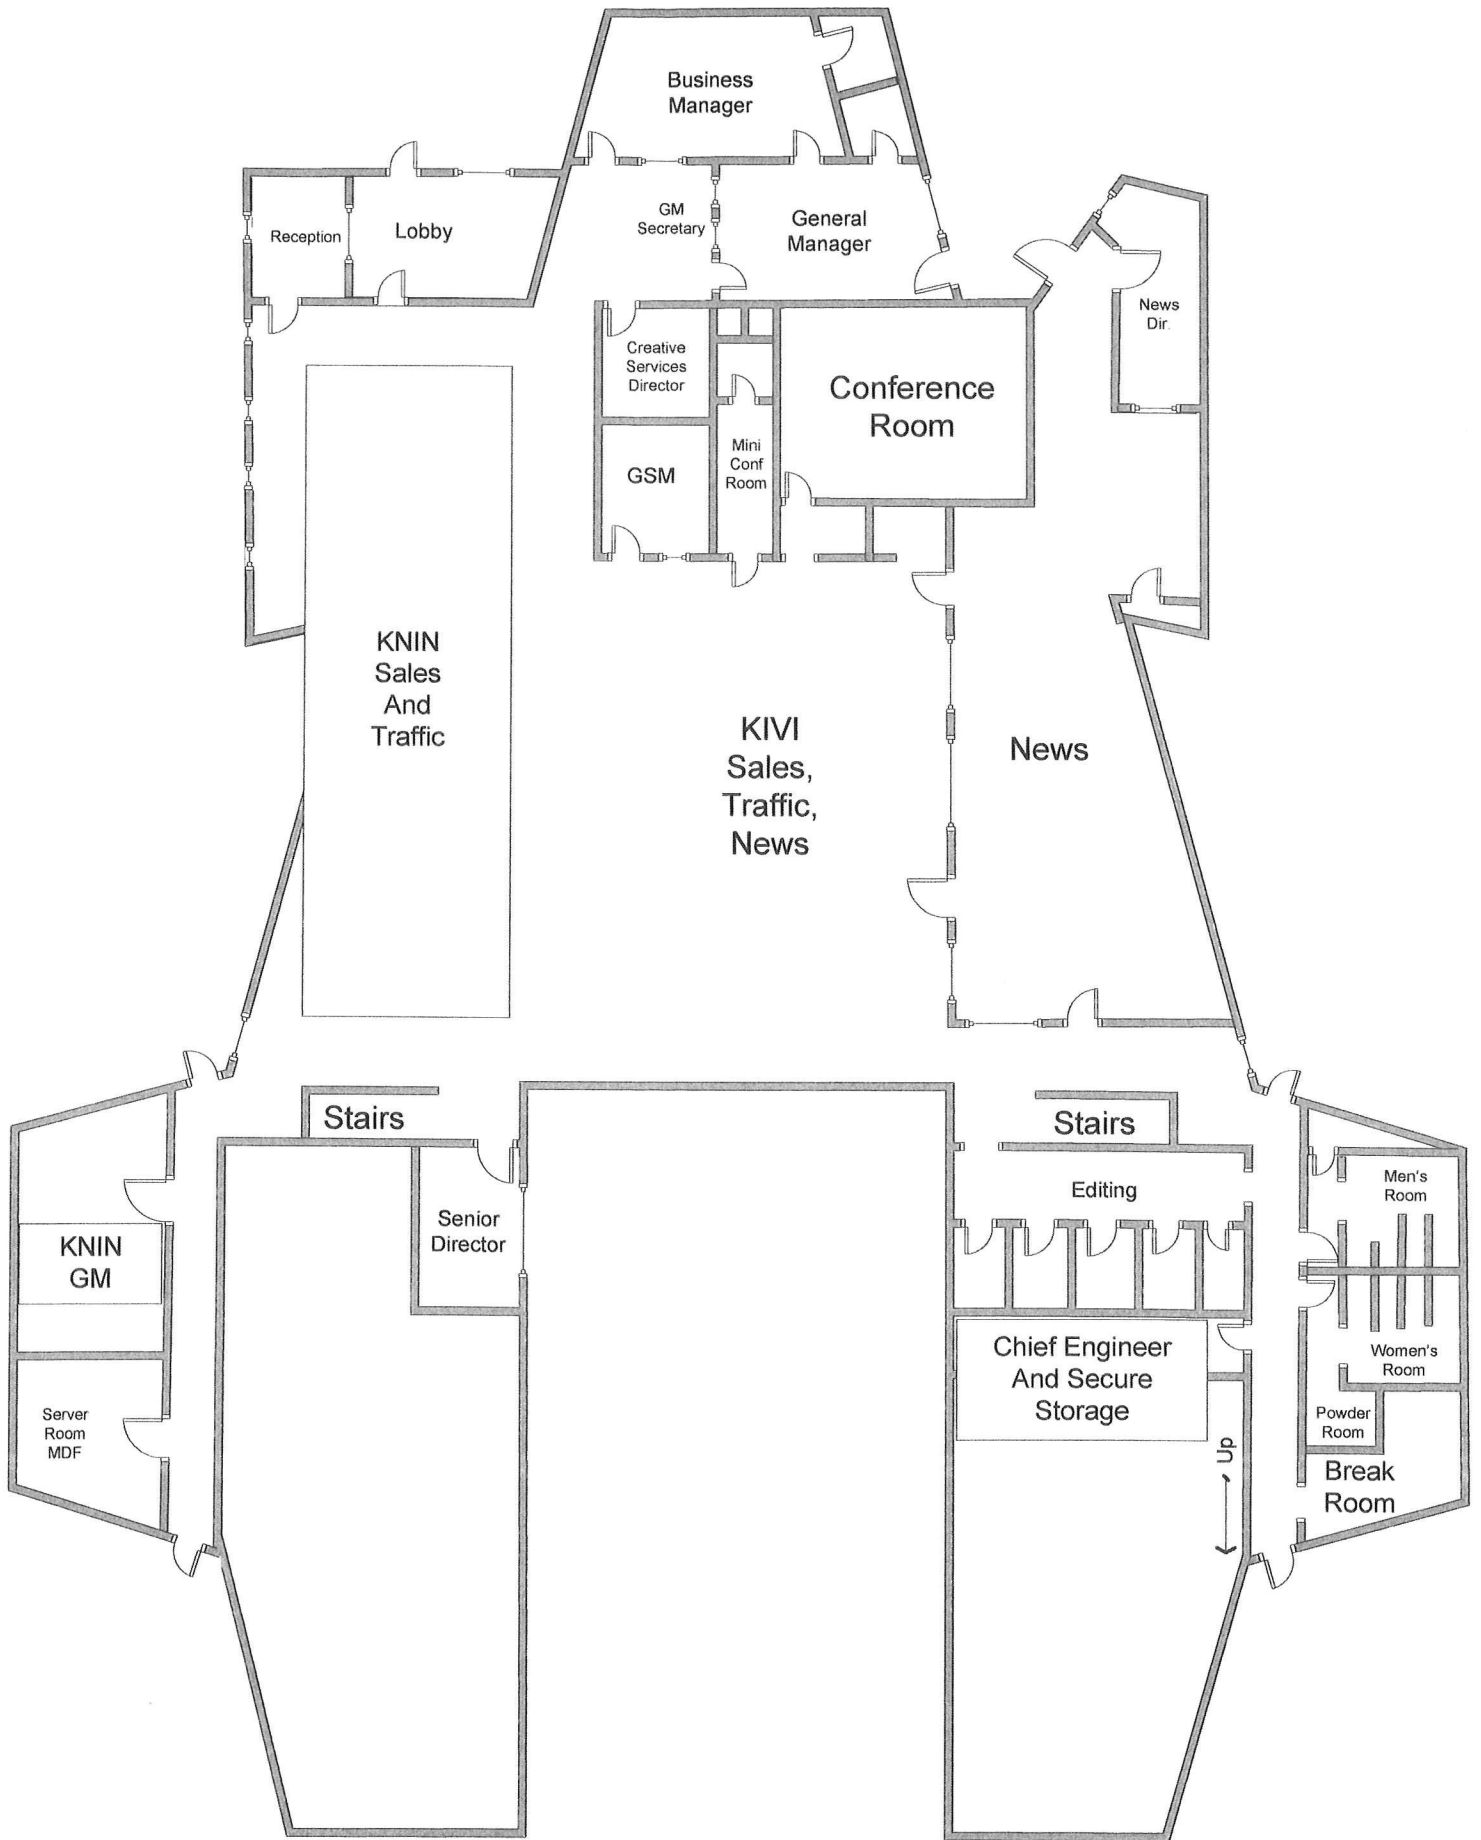 Business
Manager
GM
Secretary
General
Manager
Reception
Lobby
News
Dir.
Creative
Services
Director
Conference
Room
Mini
Conf
Room
GSM
KNIN
Sales
And
Traffic
KIVI
Sales,
Traffic,
News
News
Stairs
Stairs
Men's
Room
Editing
Senior
Director
KNIN
GM
Chief Engineer
And Secure
Storage
Women's
Room
Server
Room
MDF
Powder
Room
Up
Break
Room